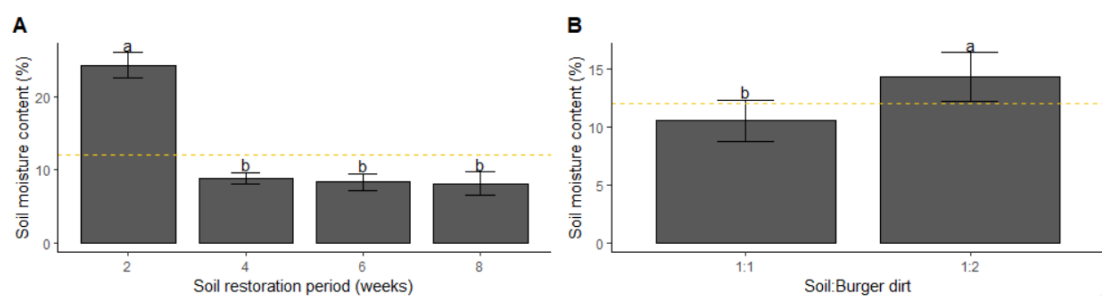 A
a
b
b
b
Soil moisture content (%)
20
10
0
2
4
6
8
Soil restoration period (weeks)
B
a
b
Soil moisture content (%)
15
10
5
0
1:1
1:2
Soil:Burger dirt